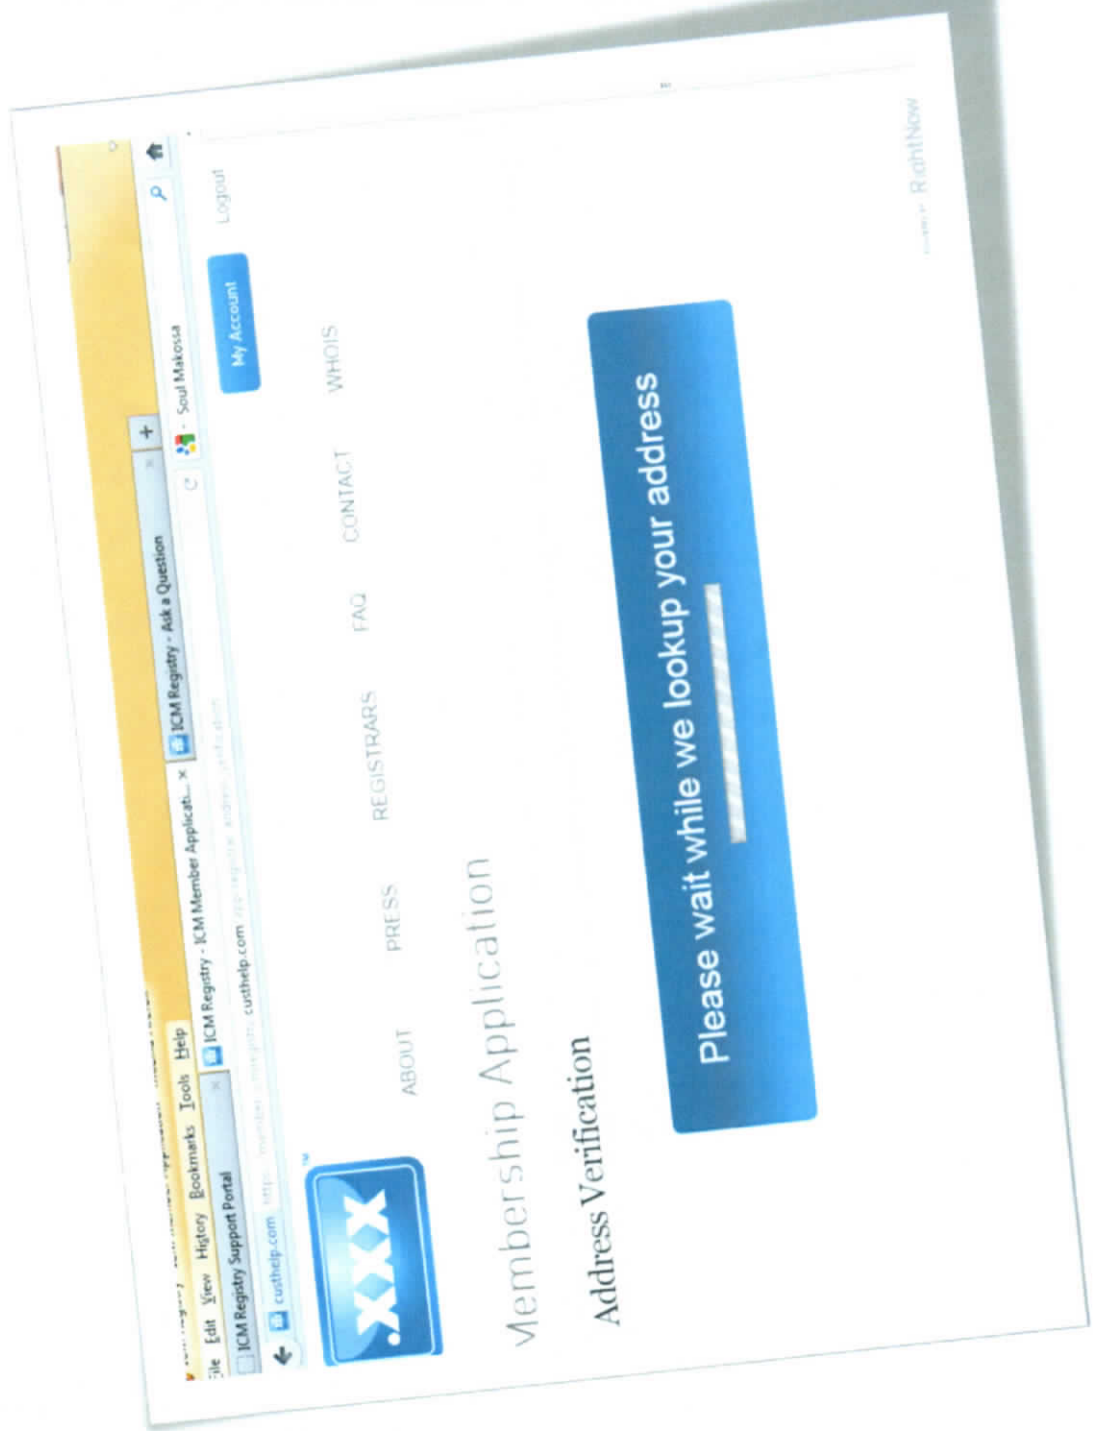 File Edit View History Bookmarks Tools Help
ICM Registry Support Portal
ICM Registry - ICM Member Applicati...
ICM Registry - Ask a Question
custhelp.com
custhelp.com
Soul Makossa
My Account
Logout
.XXX
ABOUT
PRESS
REGISTRARS
FAQ
CONTACT
WHOIS
Membership Application
Address Verification
Please wait while we lookup your address
RightNow